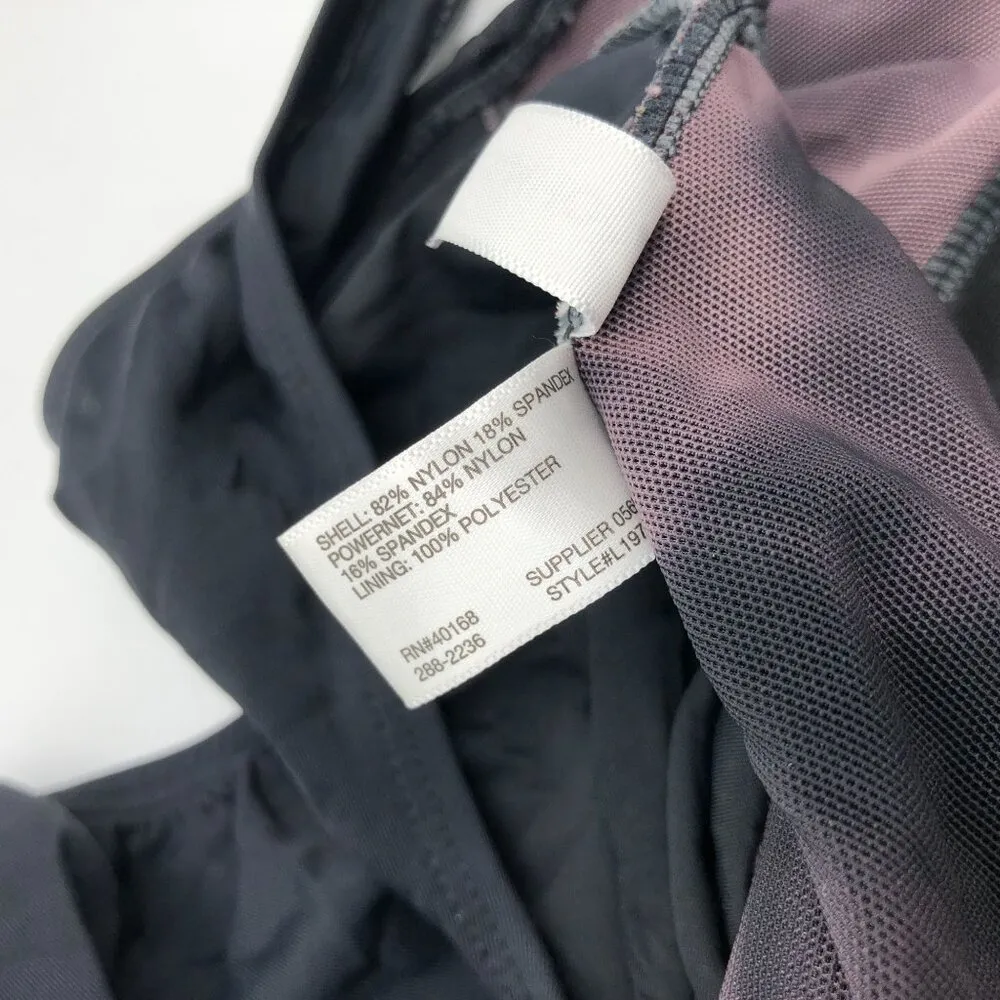 SHELL: 82% NYLON 18% SPANDEX
POWERNET: 84% NYLON
16% SPANDEX
LINING: 100% POLYESTER
SUPPLIER 056
STYLE#L197
RN#40168
288-2236